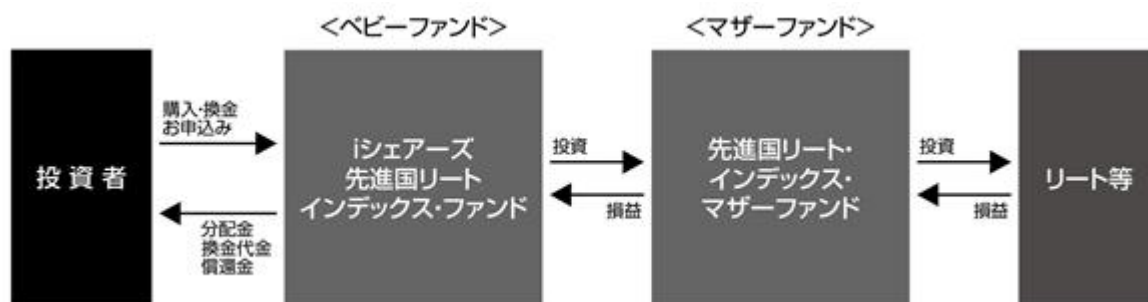 <ベビーファンド>
<マザーファンド>
投資者
購入・換金
お申込み
分配金
換金代金
償還金
iシェアーズ
先進国リート
インデックス・ファンド
投資
損益
先進国リート・
インデックス・
マザーファンド
投資
損益
リート等